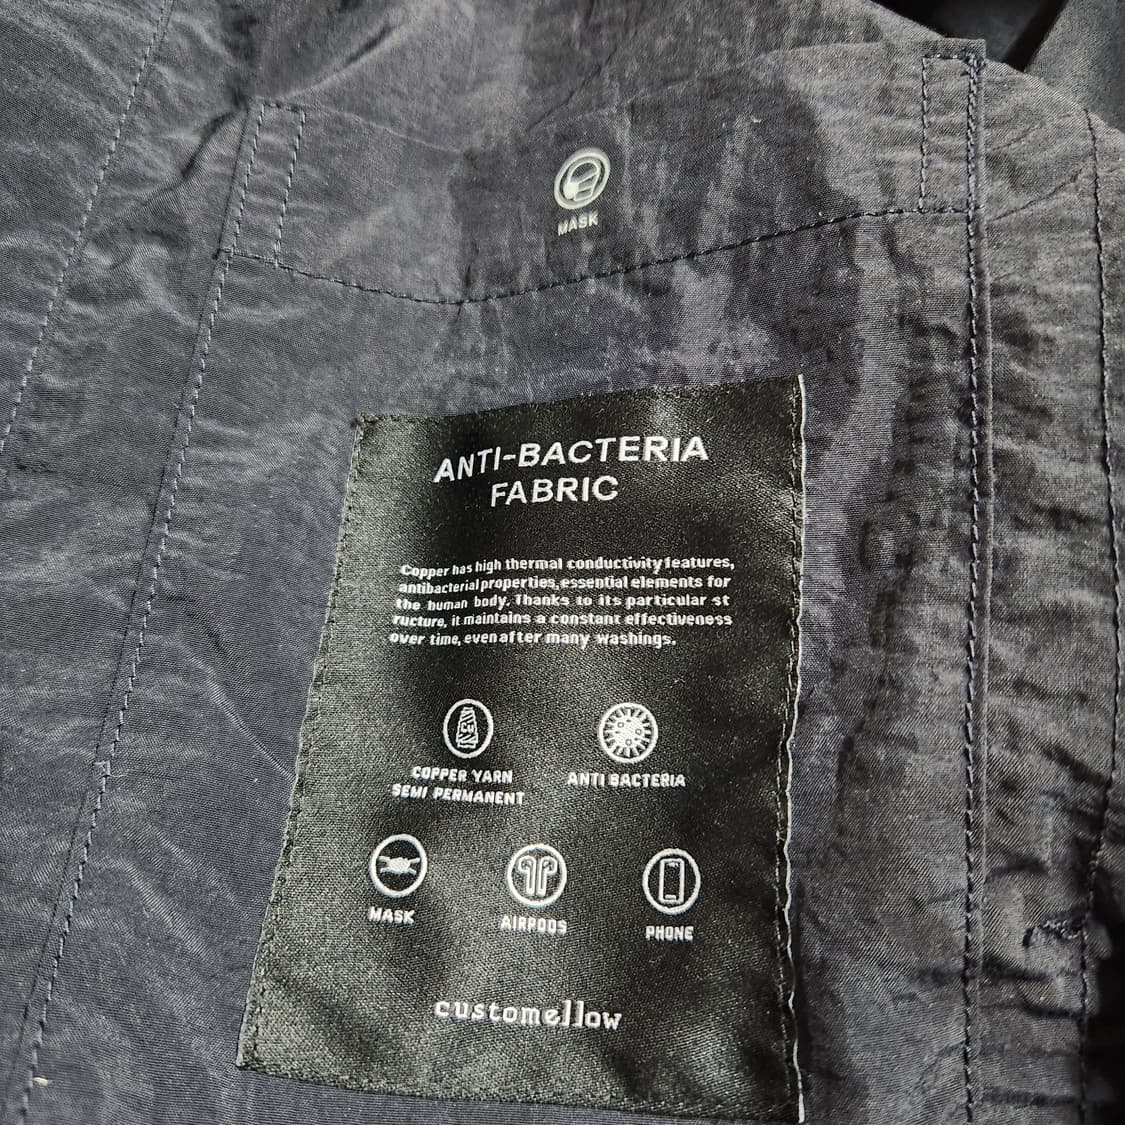 MASK
ANTI-BACTERIA
FABRIC
Copper has high thermal conductivity features,
antibacterial properties, essential elements for
the human body. Thanks to its particular st
ructure, it maintains a constant effectiveness
over time, even after many washings.
Cu
COPPER YARN
SEMI PERMANENT
ANTI BACTERIA
MASK
AIRPODS
PHONE
customellow